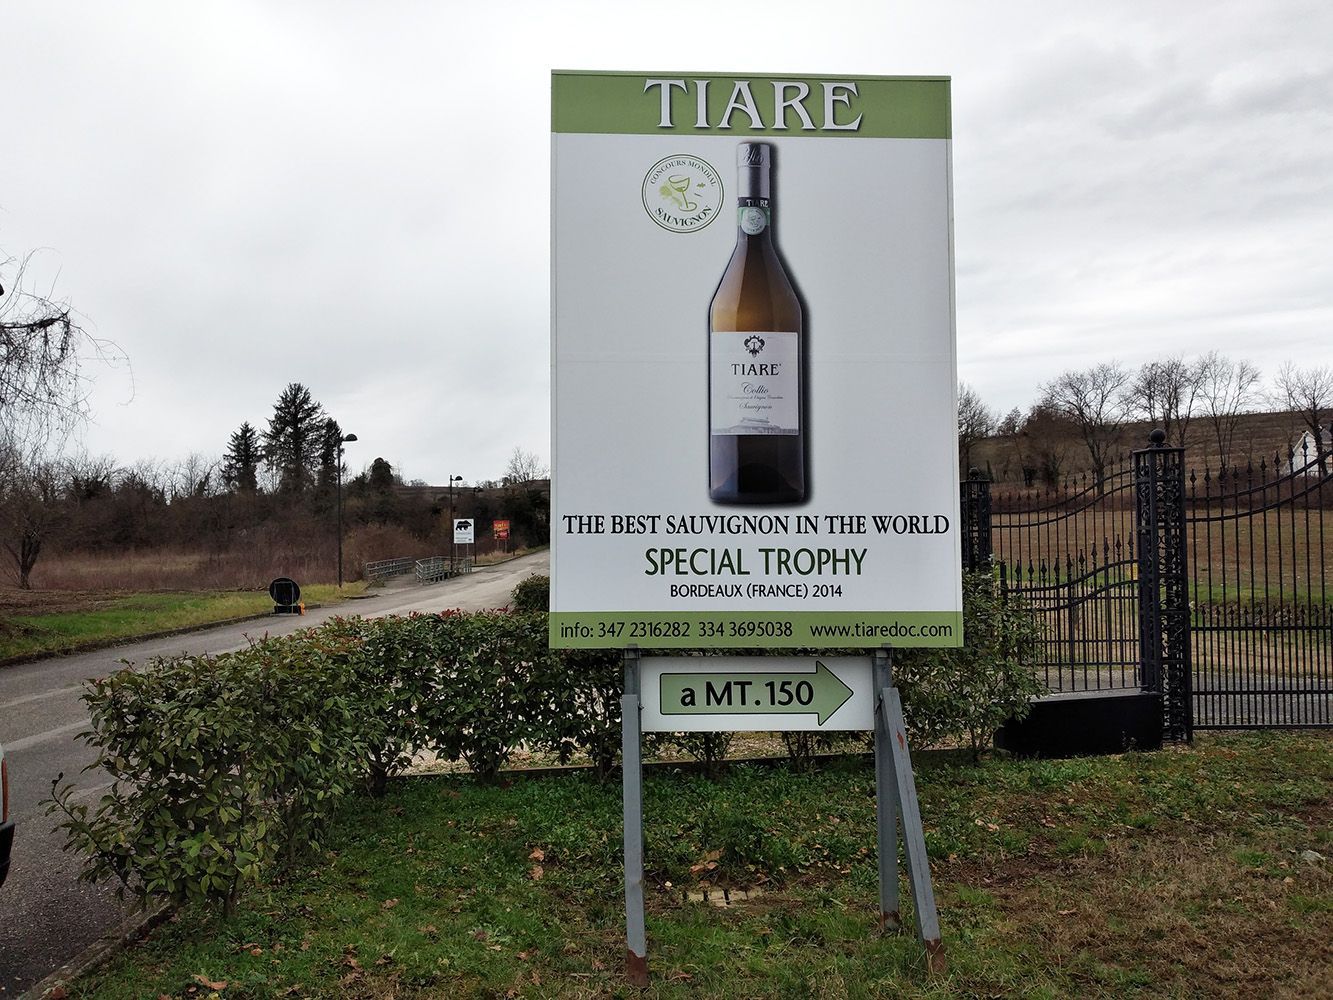 TIARE
CONCOURS MONDIAL
SAUVIGNON
TIARE
TIARE
Collio
Sauvignon
THE BEST SAUVIGNON IN THE WORLD
SPECIAL TROPHY
BORDEAUX (FRANCE) 2014
info: 347 2316282 334 3695038 www.tiaredoc.com
a MT.150